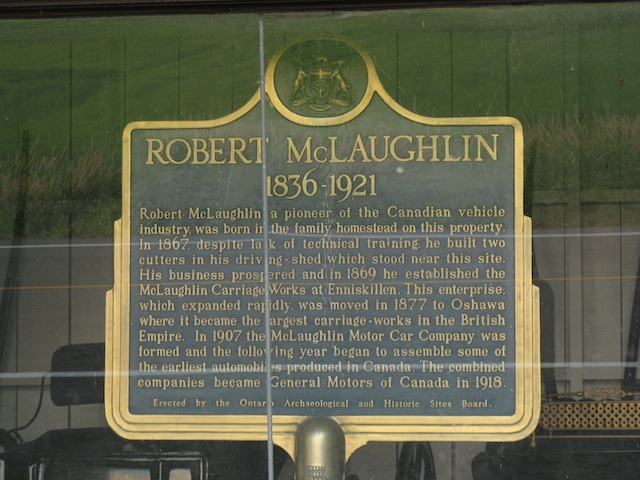 ROBERT McLAUGHLIN
1836-1921
Robert McLaughlin, a pioneer of the Canadian vehicle
industry, was born in the family homestead on this property.
In 1867, despite lack of technical training, he built two
cutters in his driving-shed which stood near this site.
His business prospered and in 1869 he established the
McLaughlin Carriage Works at Enniskillen. This enterprise,
which expanded rapidly, was moved in 1877 to Oshawa
where it became the largest carriage-works in the British
Empire. In 1907 the McLaughlin Motor Car Company was
formed and the following year began to assemble some of
the earliest automobiles produced in Canada. The combined
companies became General Motors of Canada in 1918.
Erected by the Ontario Archaeological and Historic Sites Board.